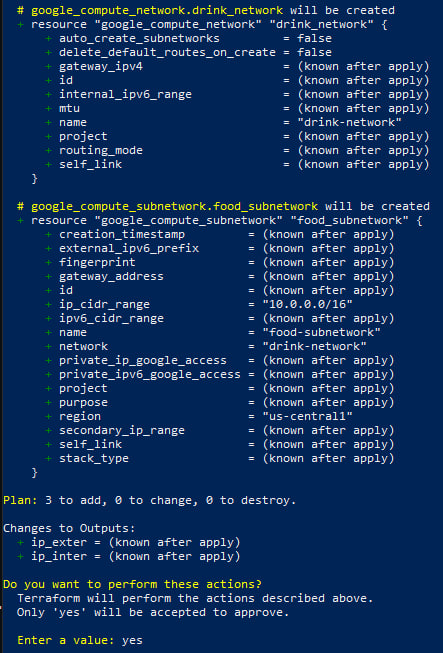 # google_compute_network.drink_network will be created
+ resource "google_compute_network" "drink_network" {
+ auto_create_subnetworks = false
+ delete_default_routes_on_create = false
+ gateway_ipv4 = (known after apply)
+ id = (known after apply)
+ internal_ipv6_range = (known after apply)
+ mtu = (known after apply)
+ name = "drink-network"
+ project = (known after apply)
+ routing_mode = (known after apply)
+ self_link = (known after apply)
}
# google_compute_subnetwork.food_subnetwork will be created
+ resource "google_compute_subnetwork" "food_subnetwork" {
+ creation_timestamp = (known after apply)
+ external_ipv6_prefix = (known after apply)
+ fingerprint = (known after apply)
+ gateway_address = (known after apply)
+ id = (known after apply)
+ ip_cidr_range = "10.0.0.0/16"
+ ipv6_cidr_range = (known after apply)
+ name = "food-subnetwork"
+ network = "drink-network"
+ private_ip_google_access = (known after apply)
+ private_ipv6_google_access = (known after apply)
+ project = (known after apply)
+ purpose = (known after apply)
+ region = "us-central1"
+ secondary_ip_range = (known after apply)
+ self_link = (known after apply)
+ stack_type = (known after apply)
}
Plan: 3 to add, 0 to change, 0 to destroy.
Changes to Outputs:
+ ip_exter = (known after apply)
+ ip_inter = (known after apply)
Do you want to perform these actions?
Terraform will perform the actions described above.
Only 'yes' will be accepted to approve.
Enter a value: yes